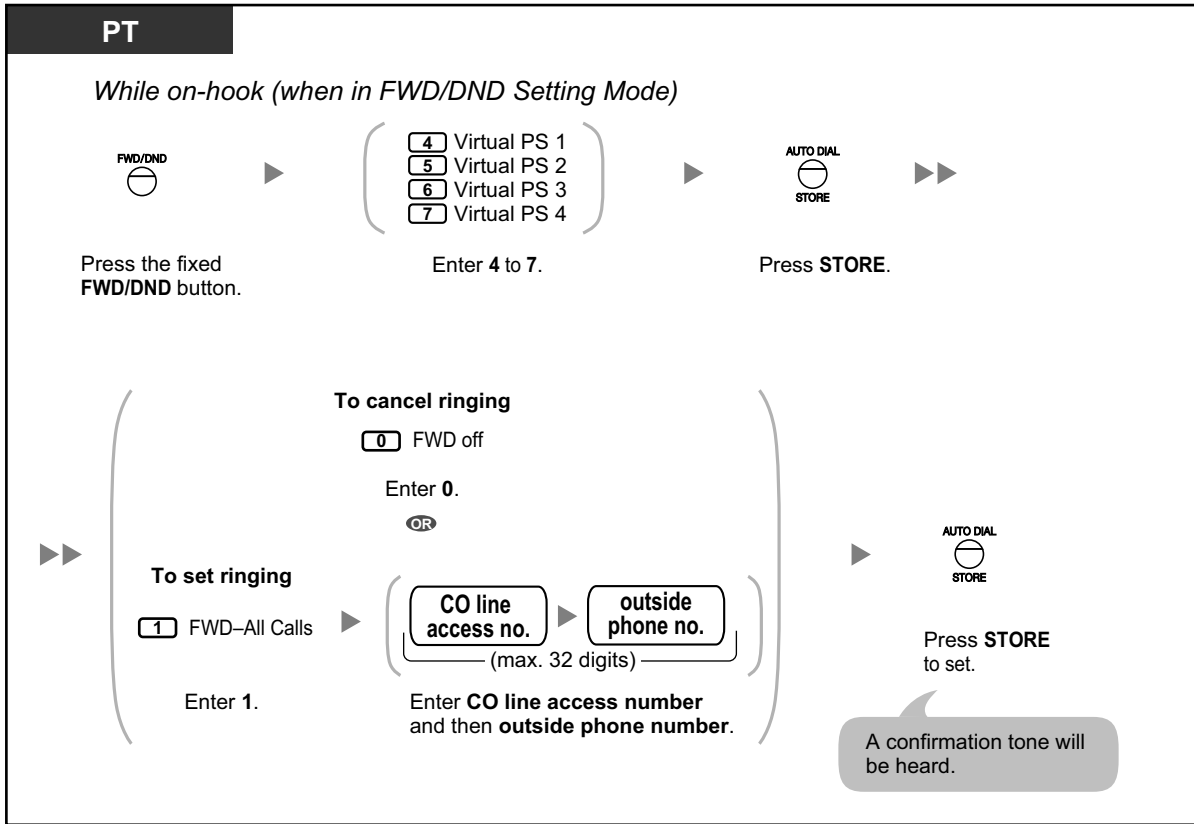 PT
While on-hook (when in FWD/DND Setting Mode)
FWD/DND
4 Virtual PS 1
5 Virtual PS 2
6 Virtual PS 3
7 Virtual PS 4
AUTO DIAL
STORE
Press the fixed
FWD/DND button.
Enter 4 to 7.
Press STORE.
To cancel ringing
0 FWD off
Enter 0.
OR
To set ringing
1 FWD–All Calls
Enter 1.
CO line
access no.
outside
phone no.
(max. 32 digits)
Enter CO line access number
and then outside phone number.
AUTO DIAL
STORE
Press STORE
to set.
A confirmation tone will
be heard.